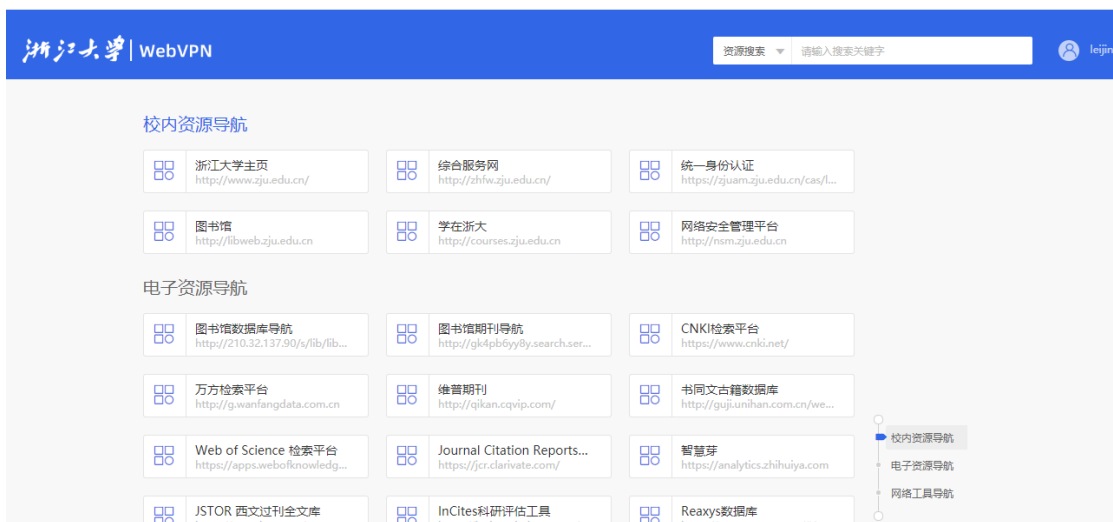 浙江大学 WebVPN
资源搜索 请输入搜索关键字
leijin
校内资源导航
浙江大学主页
http://www.zju.edu.cn/
综合服务网
http://zhfw.zju.edu.cn/
统一身份认证
https://zjuam.zju.edu.cn/cas/l...
图书馆
http://libweb.zju.edu.cn
学在浙大
http://courses.zju.edu.cn
网络安全管理平台
http://nsm.zju.edu.cn
电子资源导航
图书馆数据库导航
http://210.32.137.90/s/lib/lib...
图书馆期刊导航
http://gk4pb6yy8y.search.ser...
CNKI检索平台
https://www.cnki.net/
万方检索平台
http://g.wanfangdata.com.cn
维普期刊
http://qikan.cqvip.com/
书同文古籍数据库
http://guji.unihan.com.cn/we...
Web of Science 检索平台
https://apps.webofknowledg...
Journal Citation Reports...
https://jcr.clarivate.com/
智慧芽
https://analytics.zhihuiya.com
JSTOR 西文过刊全文库
InCites科研评估工具
Reaxys数据库
校内资源导航
电子资源导航
网络工具导航